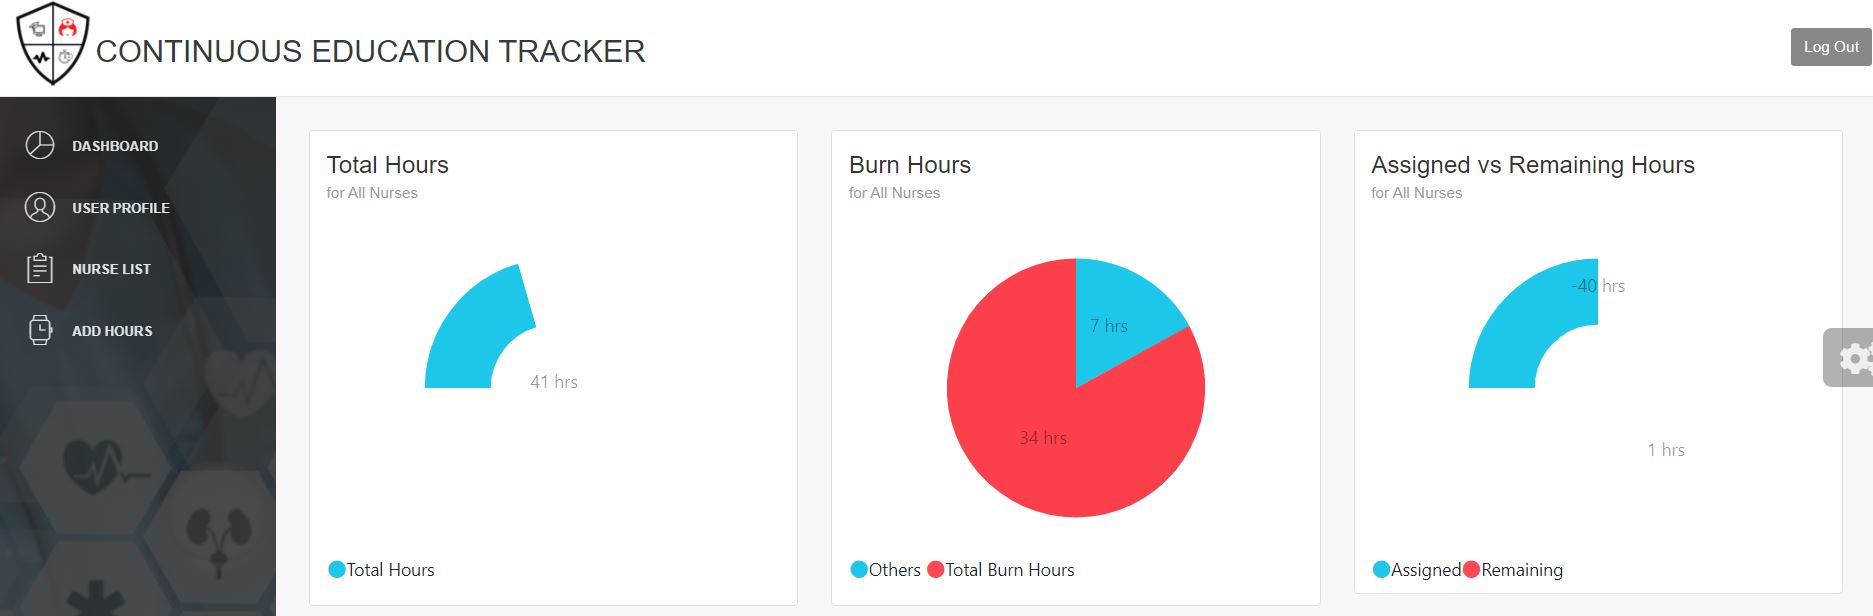 CONTINUOUS EDUCATION TRACKER
Log Out
DASHBOARD
USER PROFILE
NURSE LIST
ADD HOURS
Total Hours
for All Nurses
41 hrs
Total Hours
Burn Hours
for All Nurses
7 hrs
34 hrs
Others Total Burn Hours
Assigned vs Remaining Hours
for All Nurses
-40 hrs
1 hrs
Assigned Remaining